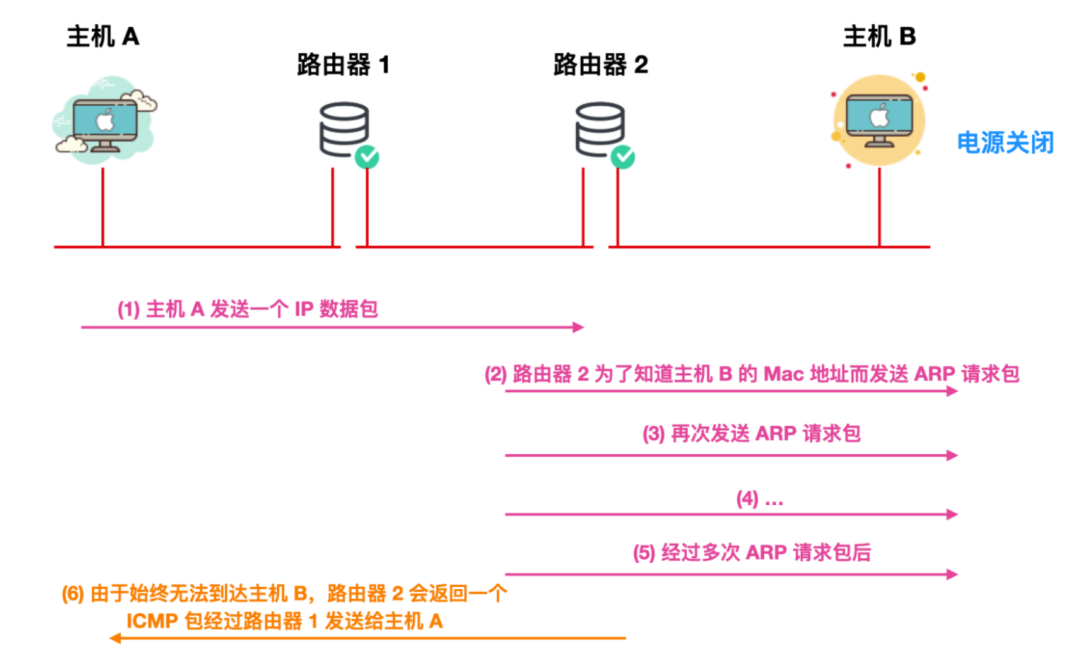 主机 A
路由器 1
路由器 2
主机 B
电源关闭
(1) 主机 A 发送一个 IP 数据包
(2) 路由器 2 为了知道主机 B 的 Mac 地址而发送 ARP 请求包
(3) 再次发送 ARP 请求包
(4) ...
(5) 经过多次 ARP 请求包后
(6) 由于始终无法到达主机 B，路由器 2 会返回一个
ICMP 包经过路由器 1 发送给主机 A